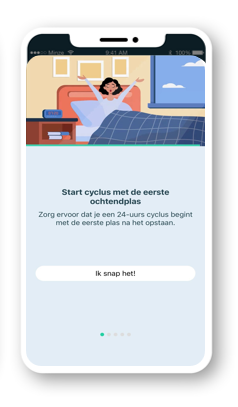 Mirox 9:41 AM 100%
Start cyclus met de eerste
ochtendplas
Zorg ervoor dat je een 24-uurs cyclus begint
met de eerste plas na het opstaan.
Ik snap het!